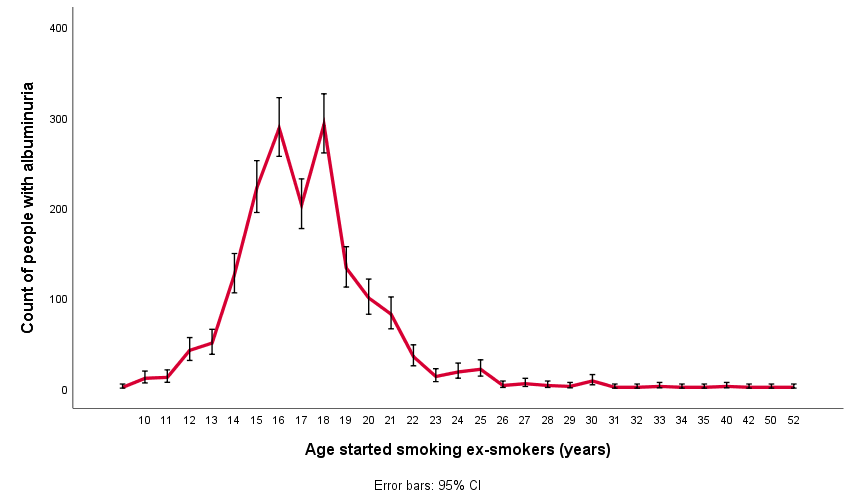 Count of people with albuminuria
400
300
200
100
0
10 11 12 13 14 15 16 17 18 19 20 21 22 23 24 25 26 27 28 29 30 31 32 33 34 35 40 42 50 52
Age started smoking ex-smokers (years)
Error bars: 95% CI